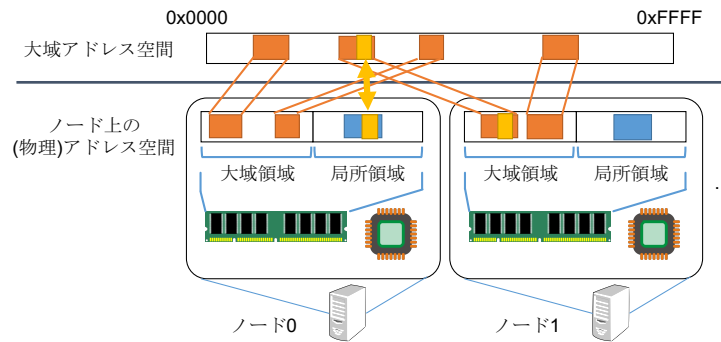 0x0000
0xFFFF
大域アドレス空間
ノード上の
(物理)アドレス空間
大域領域
局所領域
大域領域
局所領域
.
ノード0
ノード1